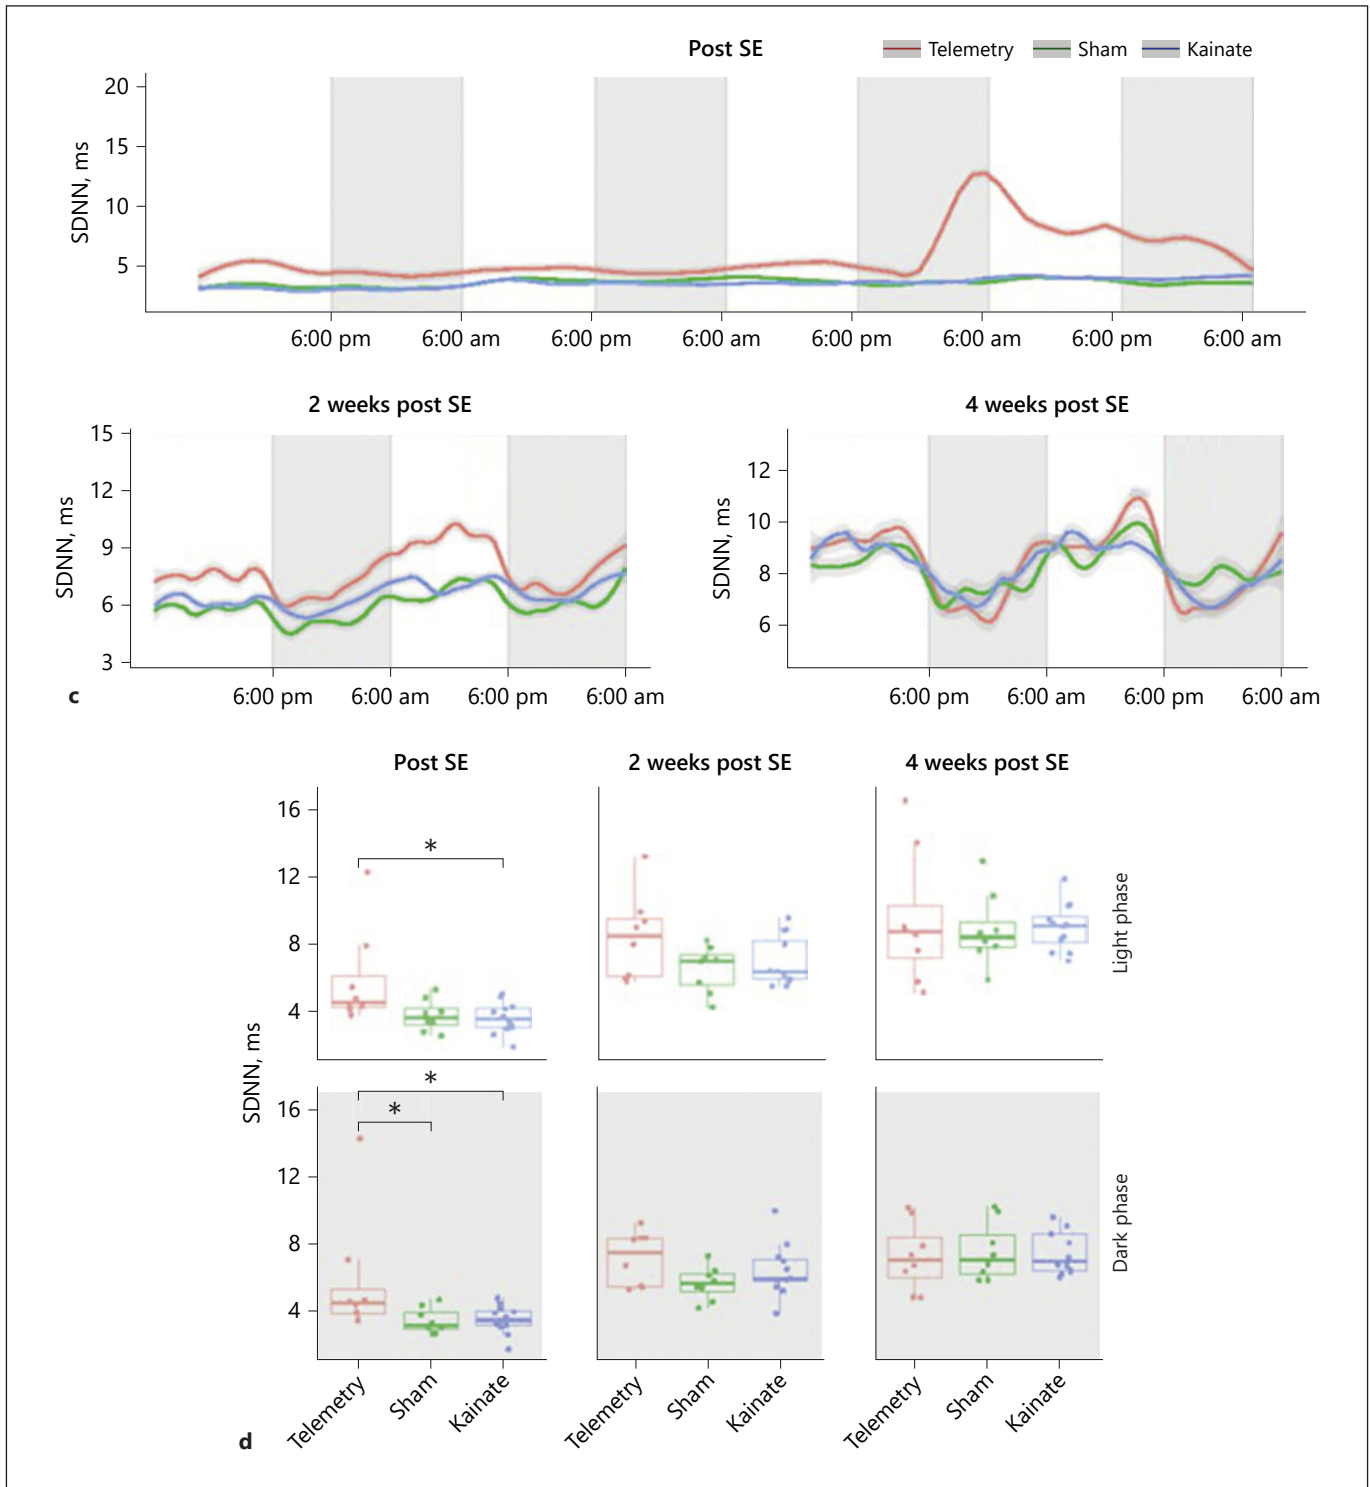 Post SE
Telemetry Sham Kainate
20
15
10
5
SDNN, ms
6:00 pm 6:00 am 6:00 pm 6:00 am 6:00 pm 6:00 am 6:00 pm 6:00 am
2 weeks post SE
15
12
9
6
3
SDNN, ms
6:00 pm 6:00 am 6:00 pm 6:00 am
4 weeks post SE
12
10
8
6
SDNN, ms
6:00 pm 6:00 am 6:00 pm 6:00 am
c
Post SE 2 weeks post SE 4 weeks post SE
16
12
8
4
*
Light phase
SDNN, ms
16
12
8
4
*
*
Dark phase
Telemetry Sham Kainate Telemetry Sham Kainate Telemetry Sham Kainate
d